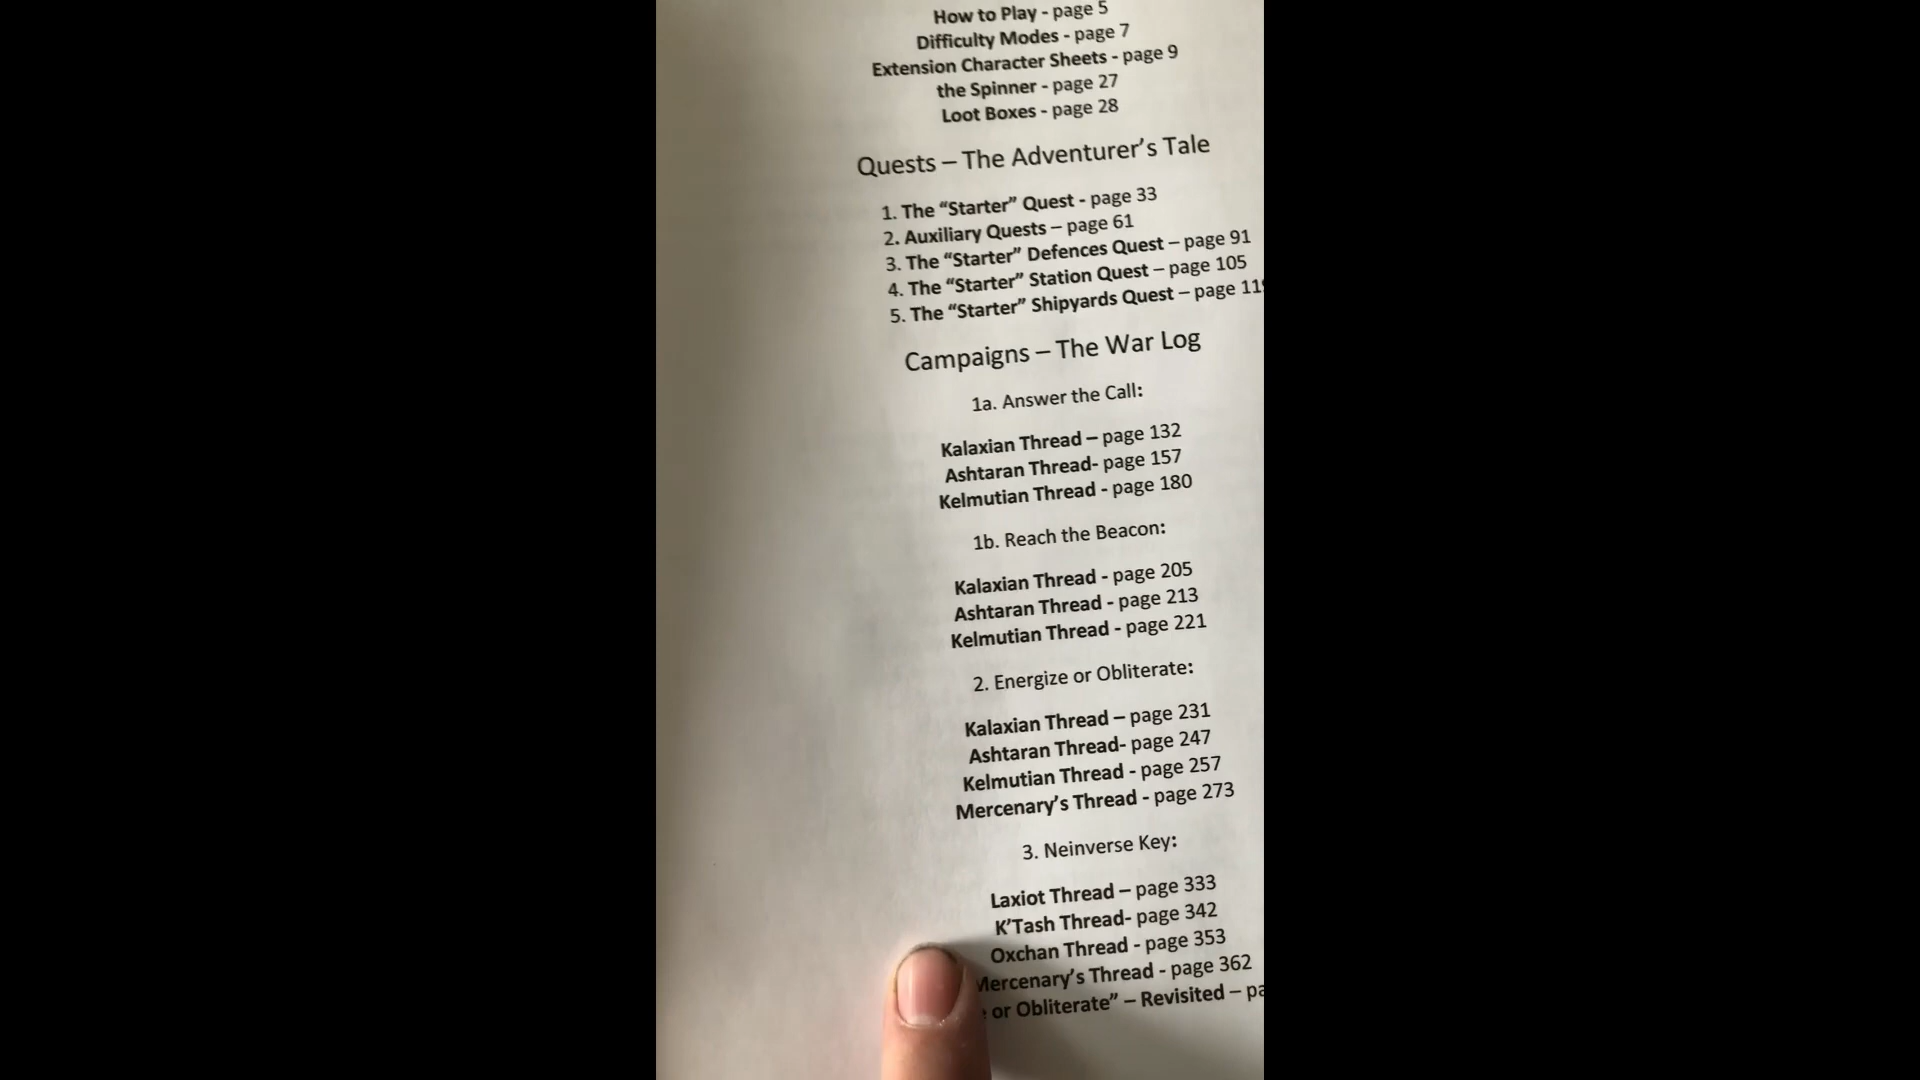 How to Play - page 5
Difficulty Modes - page 7
Extension Character Sheets - page 9
the Spinner - page 27
Loot Boxes - page 28
Quests – The Adventurer's Tale
1. The “Starter” Quest - page 33
2. Auxiliary Quests – page 61
3. The “Starter” Defences Quest – page 91
4. The “Starter” Station Quest – page 105
5. The “Starter” Shipyards Quest – page
Campaigns – The War Log
1a. Answer the Call:
Kalaxian Thread – page 132
Ashtaran Thread- page 157
Kelmutian Thread - page 180
1b. Reach the Beacon:
Kalaxian Thread - page 205
Ashtaran Thread - page 213
Kelmutian Thread - page 221
2. Energize or Obliterate:
Kalaxian Thread – page 231
Ashtaran Thread- page 247
Kelmutian Thread - page 257
Mercenary's Thread - page 273
3. Neinverse Key:
Laxiot Thread – page 333
K'Tash Thread- page 342
Oxchan Thread - page 353
Mercenary's Thread - page 362
or Obliterate” – Revisited –